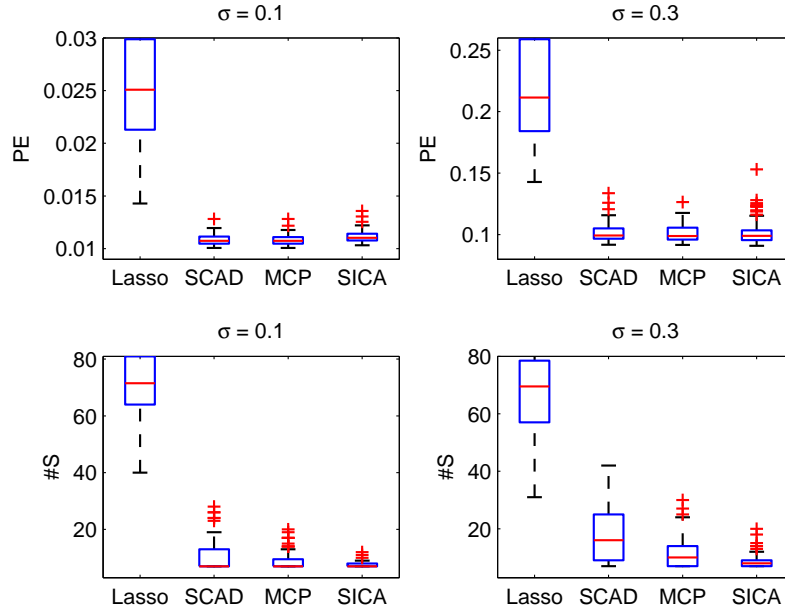 σ = 0.1
0.03
0.025
0.02
0.015
0.01
PE
Lasso SCAD MCP SICA
σ = 0.3
0.25
0.2
0.15
0.1
PE
Lasso SCAD MCP SICA
σ = 0.1
80
60
40
20
#S
Lasso SCAD MCP SICA
σ = 0.3
80
60
40
20
#S
Lasso SCAD MCP SICA